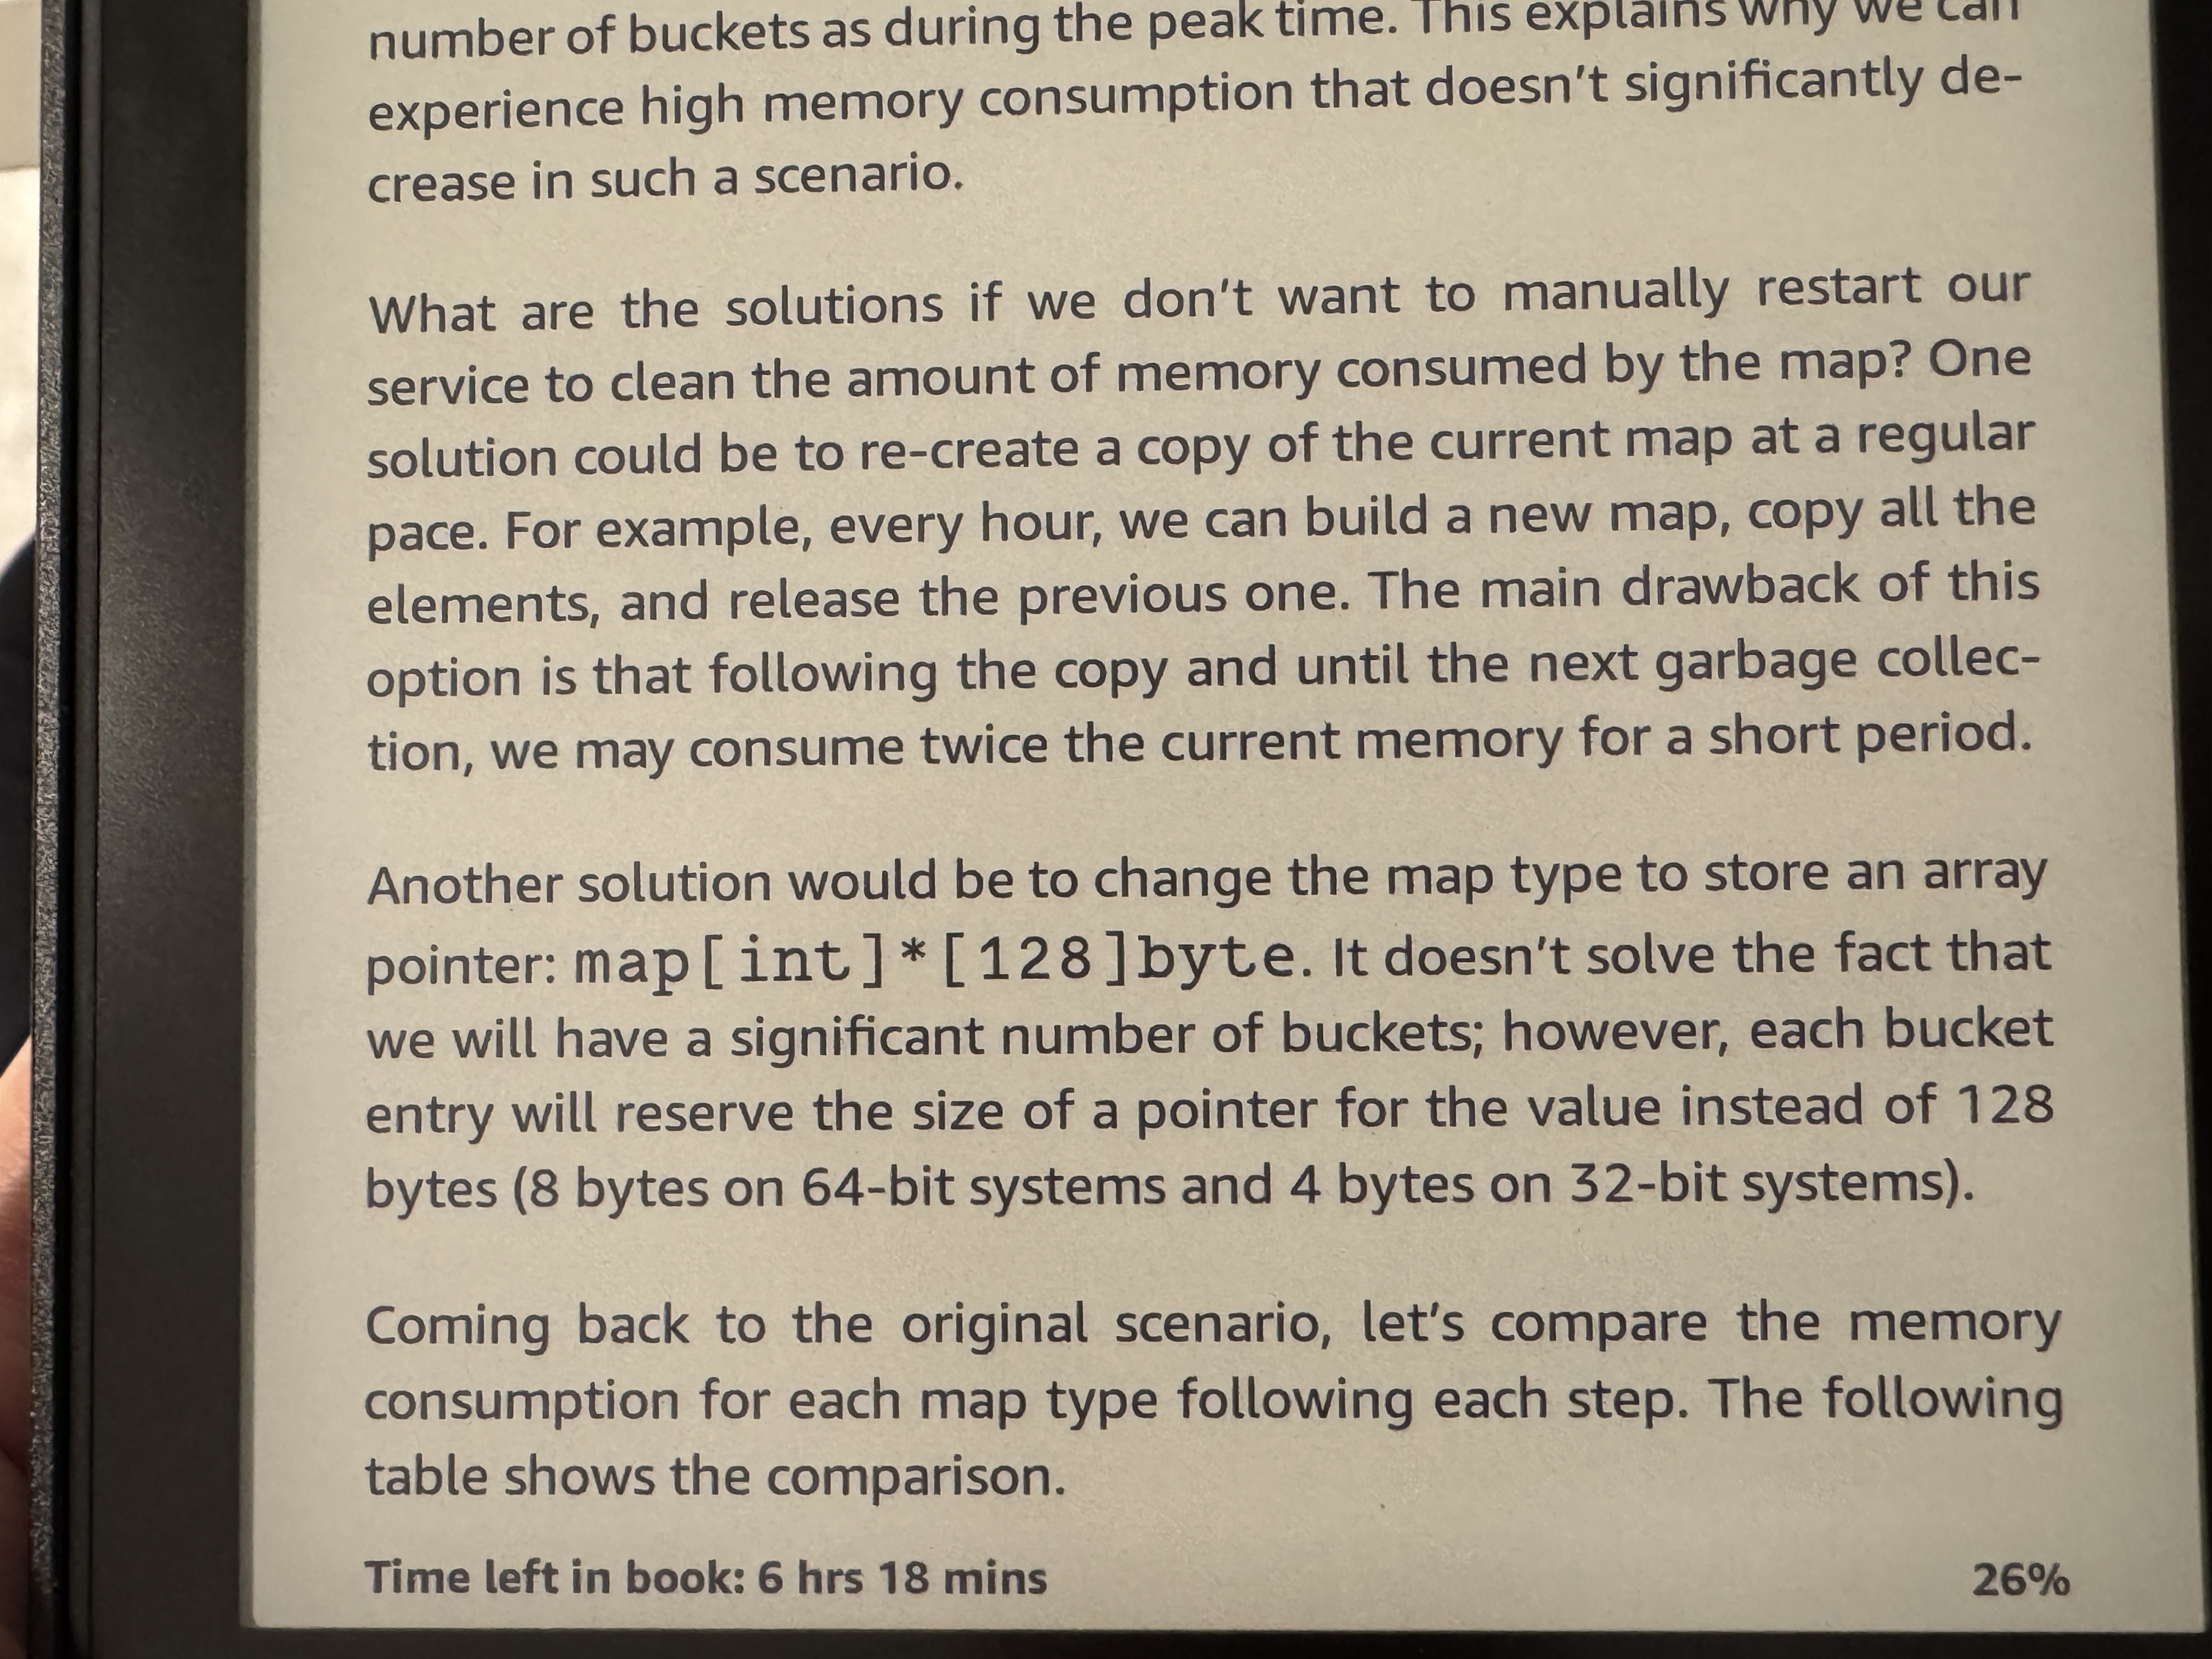 number of buckets as during the peak time. This explains why we can
experience high memory consumption that doesn't significantly de-
crease in such a scenario.
What are the solutions if we don't want to manually restart our
service to clean the amount of memory consumed by the map? One
solution could be to re-create a copy of the current map at a regular
pace. For example, every hour, we can build a new map, copy all the
elements, and release the previous one. The main drawback of this
option is that following the copy and until the next garbage collec-
tion, we may consume twice the current memory for a short period.
Another solution would be to change the map type to store an array
pointer: map[int]*[128]byte. It doesn't solve the fact that
we will have a significant number of buckets; however, each bucket
entry will reserve the size of a pointer for the value instead of 128
bytes (8 bytes on 64-bit systems and 4 bytes on 32-bit systems).
Coming back to the original scenario, let's compare the memory
consumption for each map type following each step. The following
table shows the comparison.
Time left in book: 6 hrs 18 mins 26%